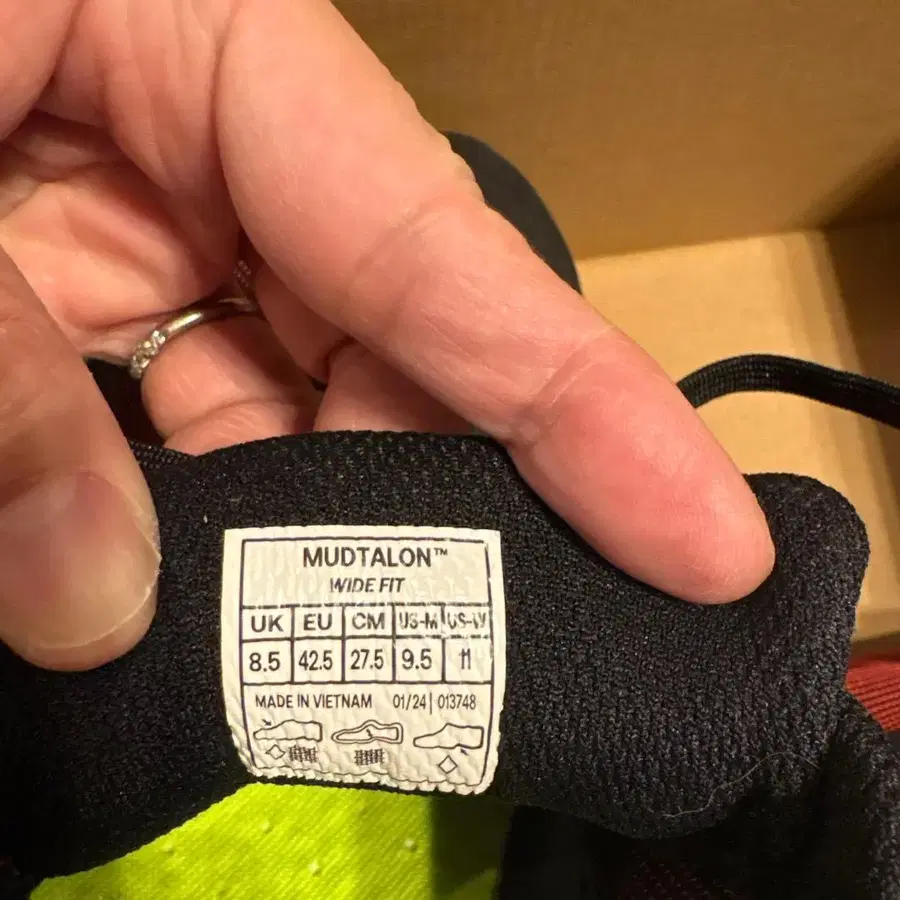 MUDTALON™
WIDE FIT
UK EU CM US-M US-W
8.5 42.5 27.5 9.5 11
MADE IN VIETNAM 01/24 | 013748